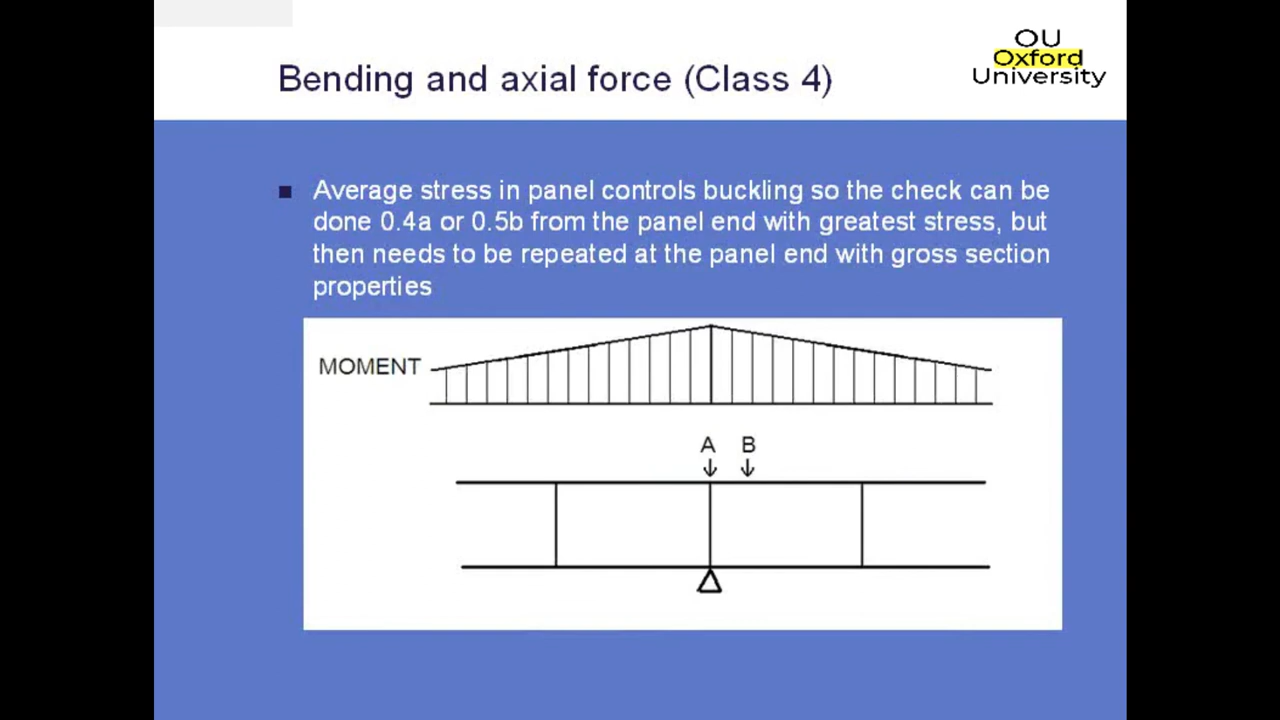 Bending and axial force (Class 4)
OU
Oxford
University
■ Average stress in panel controls buckling so the check can be
done 0.4a or 0.5b from the panel end with greatest stress, but
then needs to be repeated at the panel end with gross section
properties
MOMENT
A B